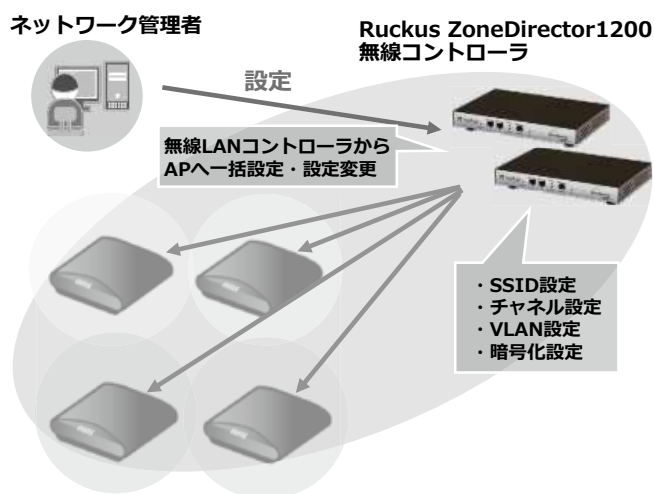 ネットワーク管理者
Ruckus ZoneDirector1200
無線コントローラ
設定
無線LANコントローラから
APへ一括設定・設定変更
・SSID設定
・チャネル設定
・VLAN設定
・暗号化設定